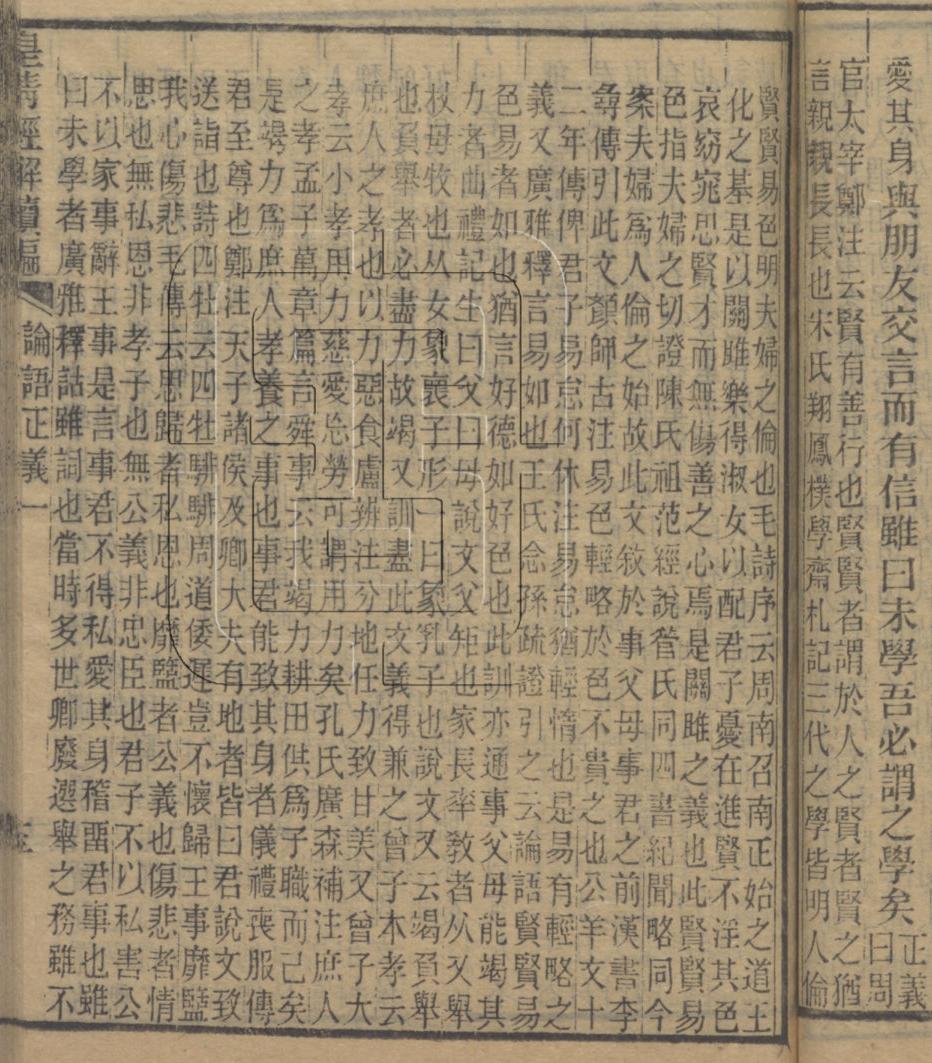 愛其身與朋友交言而有信雖曰未學吾必謂之學矣
正義
曰周
官太宰鄭注云賢有善行也賢賢者謂於人之賢者賢之猶
言親親長長也宋氏翔鳳樸學齋札記三代之學皆明人倫
賢賢易色明夫婦之倫也毛詩序云周南召南正始之道王
化之基是以關雎樂得淑女以配君子憂在進賢不淫其色
哀窈窕思賢才而無傷善之心焉是關雎之義也此賢賢易
色指夫婦之切證陳氏祖范經說管氏同四書紀聞略同今
案夫婦爲人倫之始故此文敘於事父母事君之前漢書李
尋傳引此文顏師古注易色輕略於色不貴之也公羊文十
二年傳俾君子易怠何休注易怠猶輕惰也是易有輕略之
義又廣雅釋言易如也王氏念孫疏證引之云論語賢賢易
色易者如也猶言好德如好色也此訓亦通事父母能竭其
力者曲禮記生曰父曰母說文父矩也家長率敎者从又舉
杖母牧也从女象褱子形一曰象乳子也說文又云竭負舉
也負舉者必盡力故竭又訓盡此文義得兼之曾子本孝云
庶人之孝也以力惡食盧辨注分地任力致甘美又曾子大
孝云小孝用力慈愛忘勞可謂用力矣孔氏廣森補注庶人
之孝孟子萬章篇言舜事云我竭力耕田供爲子職而已矣
是竭力爲庶人孝養之事也事君能致其身者儀禮喪服傳
君至尊也鄭注天子諸侯及卿大夫有地者皆曰君說文致
送詣也詩四牡云四牡騑騑周道倭遲豈不懷歸王事靡盬
我心傷悲毛傳云思歸者私恩也靡盬者公義也傷悲者情
思也無私恩非孝子也無公義非忠臣也君子不以私害公
不以家事辭王事是言事君不得私愛其身稽畱君事也雖
曰未學者廣雅釋詁雖詞也當時多世卿廢選舉之務雖不
皇清經解續編
論語正義一